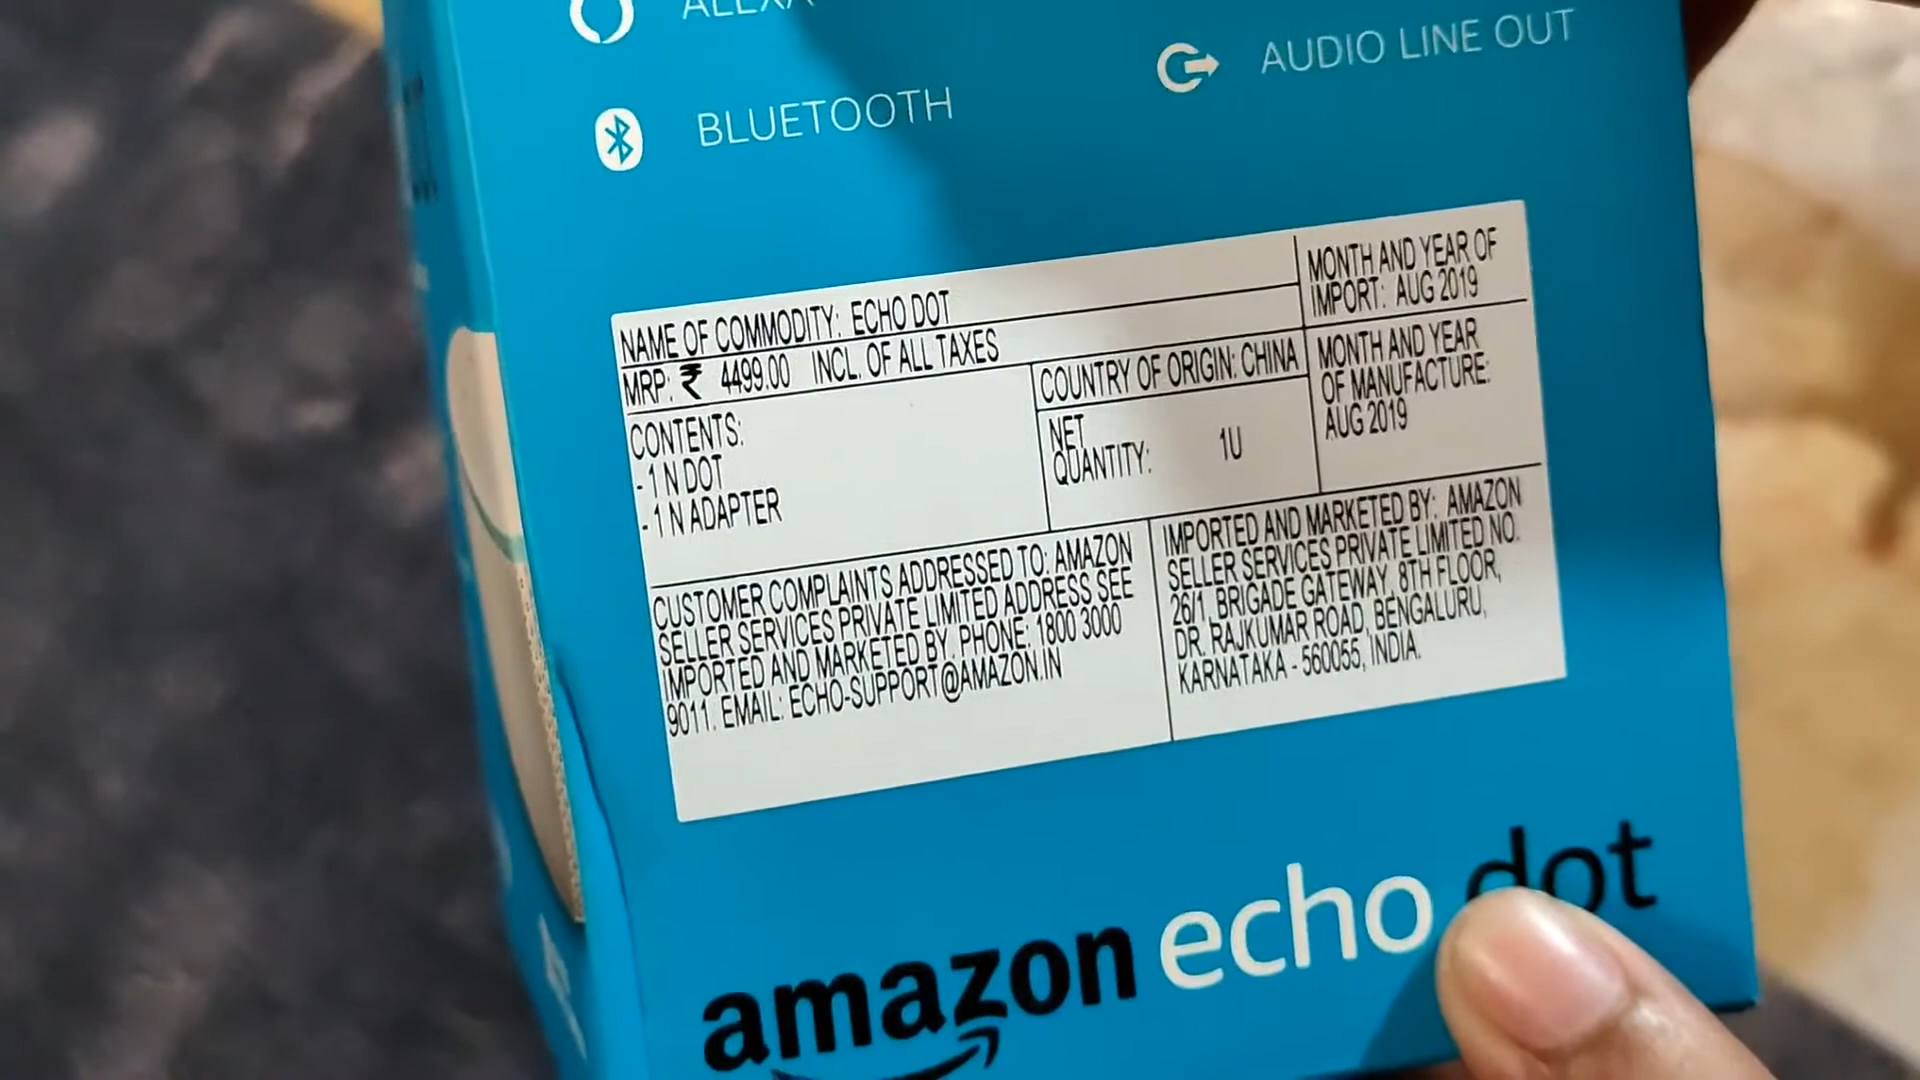 ALEXA
BLUETOOTH
AUDIO LINE OUT
NAME OF COMMODITY: ECHO DOT
MRP: ₹ 4499.00 INCL. OF ALL TAXES
MONTH AND YEAR OF
IMPORT: AUG 2019
CONTENTS:
- 1 N DOT
- 1 N ADAPTER
COUNTRY OF ORIGIN: CHINA
NET
QUANTITY: 1U
MONTH AND YEAR
OF MANUFACTURE:
AUG 2019
CUSTOMER COMPLAINTS ADDRESSED TO: AMAZON
SELLER SERVICES PRIVATE LIMITED ADDRESS SEE
IMPORTED AND MARKETED BY. PHONE: 1800 3000
9011. EMAIL: ECHO-SUPPORT@AMAZON.IN
IMPORTED AND MARKETED BY: AMAZON
SELLER SERVICES PRIVATE LIMITED NO.
26/1, BRIGADE GATEWAY, 8TH FLOOR,
DR. RAJKUMAR ROAD, BENGALURU,
KARNATAKA - 560055, INDIA.
amazon echo dot